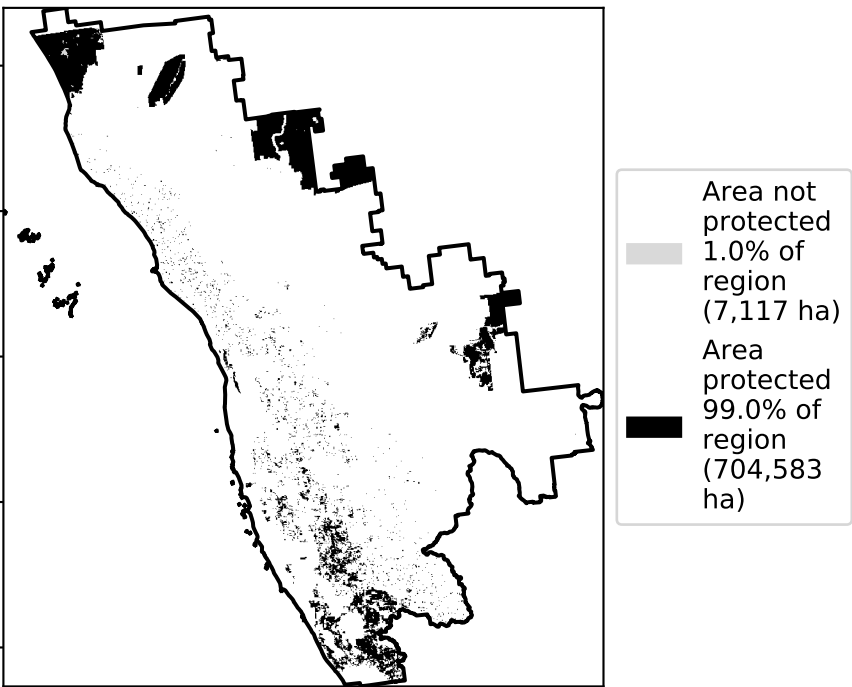 Area not
protected
1.0% of
region
(7,117 ha)
Area
protected
99.0% of
region
(704,583
ha)